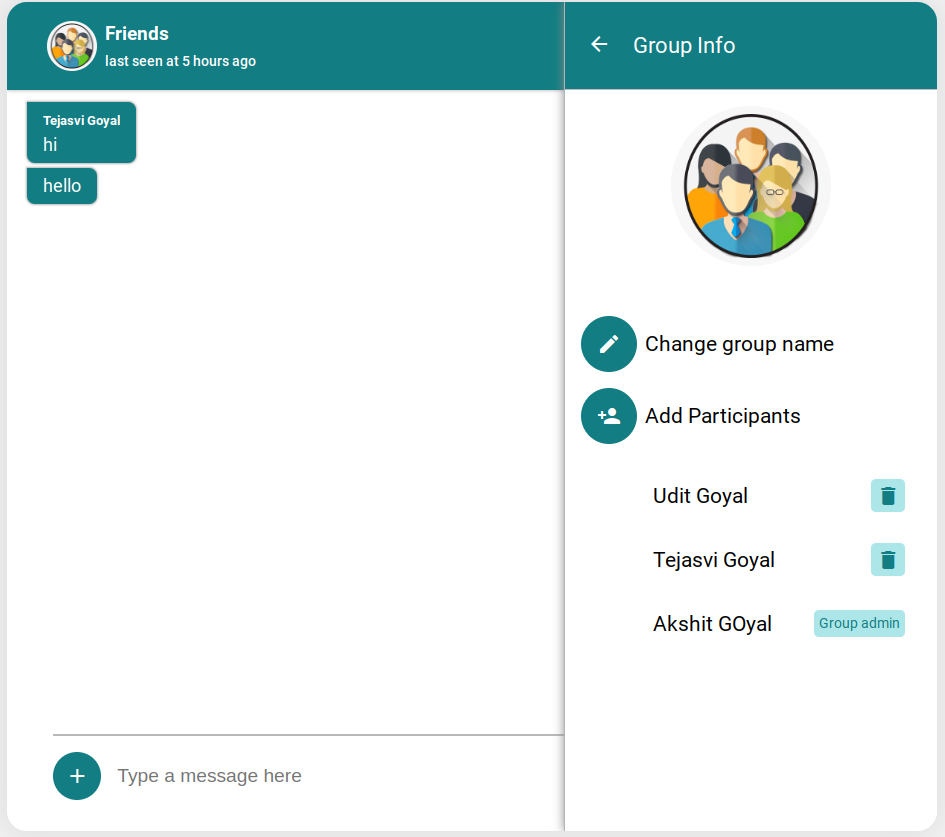 Friends
last seen at 5 hours ago
Tejasvi Goyal
hi
hello
Type a message here
Group Info
Change group name
Add Participants
Udit Goyal
Tejasvi Goyal
Akshit GOyal Group admin